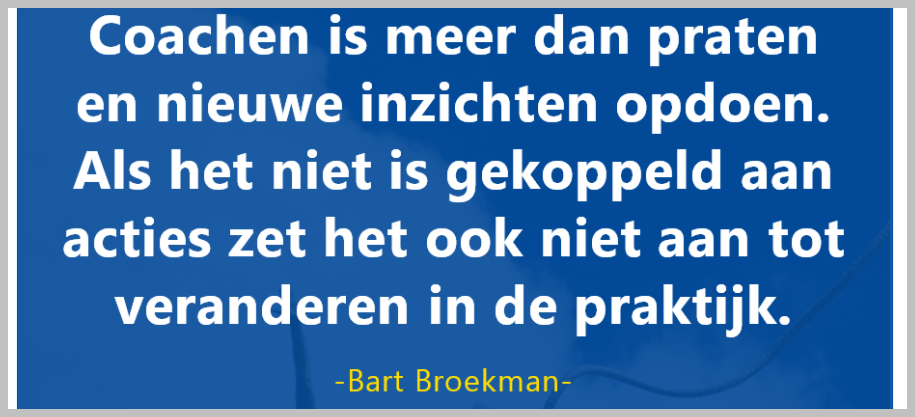 Coachen is meer dan praten
en nieuwe inzichten opdoen.
Als het niet is gekoppeld aan
acties zet het ook niet aan tot
veranderen in de praktijk.
-Bart Broekman-